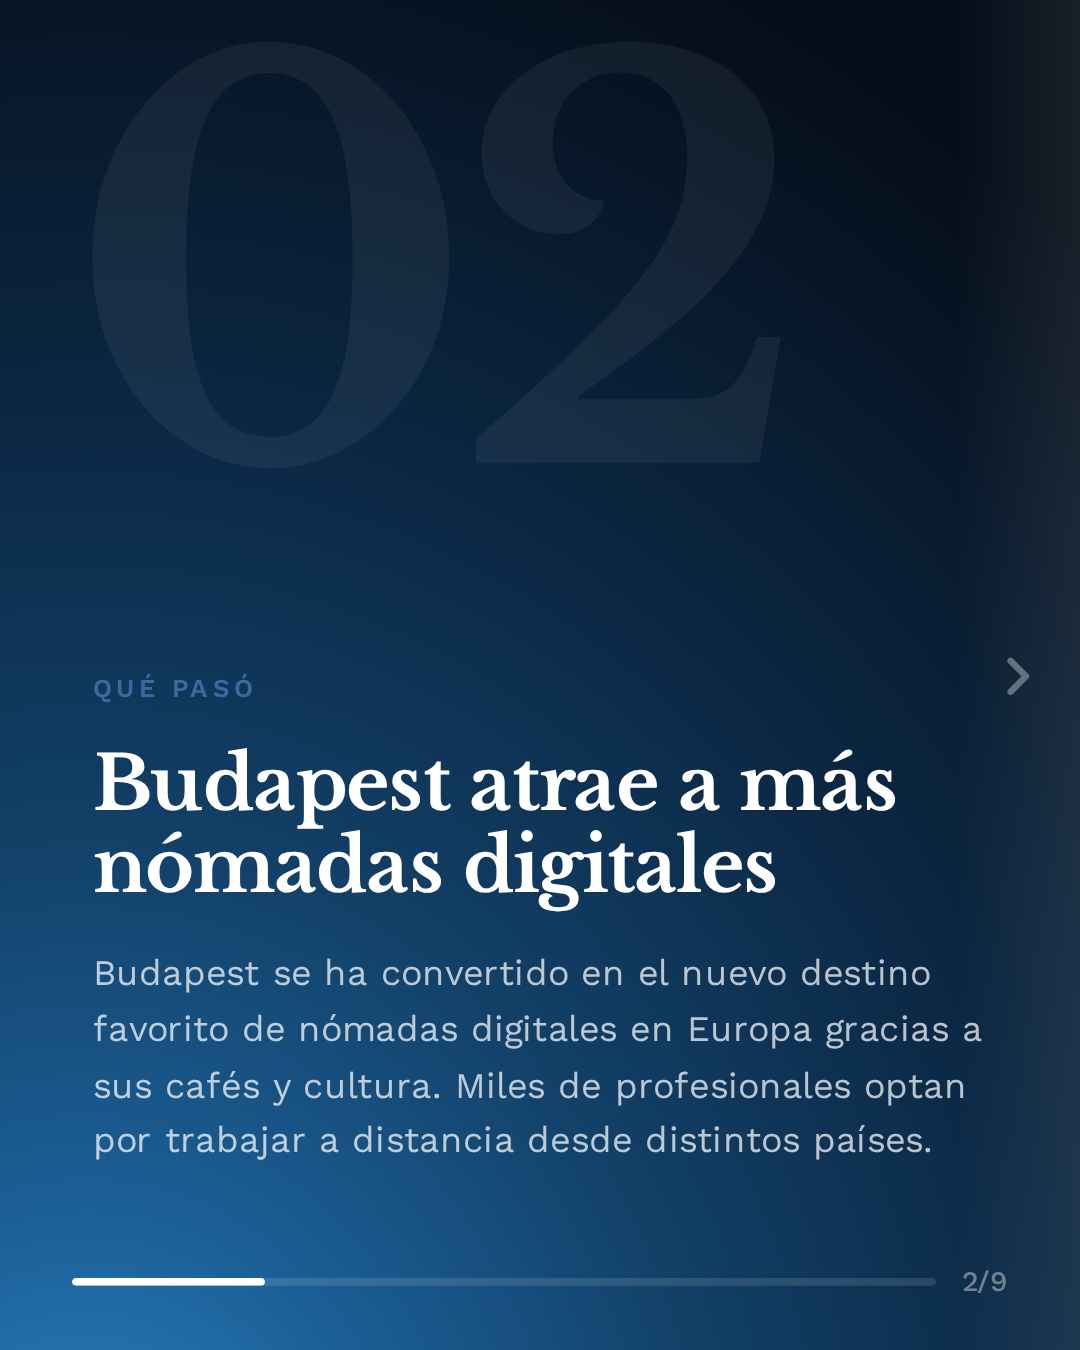 02
QUÉ PASÓ
Budapest atrae a más
nómadas digitales
Budapest se ha convertido en el nuevo destino
favorito de nómadas digitales en Europa gracias a
sus cafés y cultura. Miles de profesionales optan
por trabajar a distancia desde distintos países.
2/9